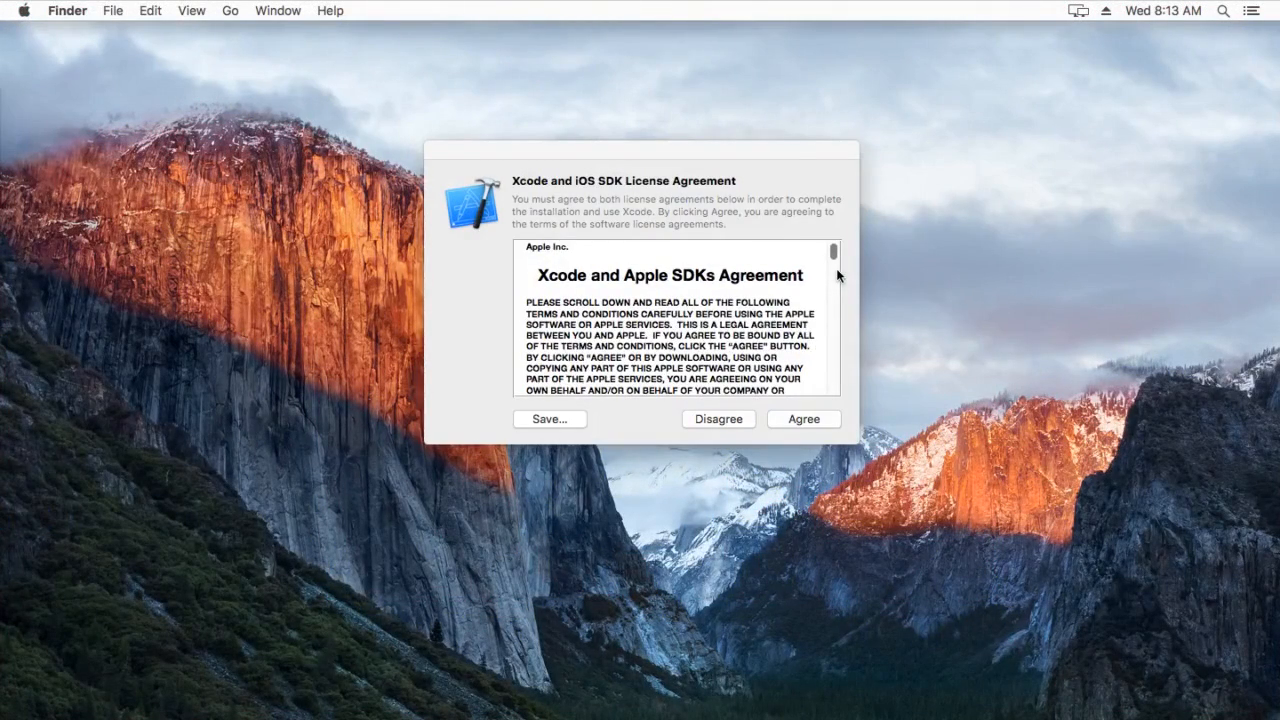 Finder File Edit View Go Window Help Wed 8:13 AM
Xcode and iOS SDK License Agreement
You must agree to both license agreements below in order to complete
the installation and use Xcode. By clicking Agree, you are agreeing to
the terms of the software license agreements.
Apple Inc.
Xcode and Apple SDKs Agreement
PLEASE SCROLL DOWN AND READ ALL OF THE FOLLOWING
TERMS AND CONDITIONS CAREFULLY BEFORE USING THE APPLE
SOFTWARE OR APPLE SERVICES.  THIS IS A LEGAL AGREEMENT
BETWEEN YOU AND APPLE.  IF YOU AGREE TO BE BOUND BY ALL
OF THE TERMS AND CONDITIONS, CLICK THE “AGREE” BUTTON.
BY CLICKING “AGREE” OR BY DOWNLOADING, USING OR
COPYING ANY PART OF THIS APPLE SOFTWARE OR USING ANY
PART OF THE APPLE SERVICES, YOU ARE AGREEING ON YOUR
OWN BEHALF AND/OR ON BEHALF OF YOUR COMPANY OR
Save... Disagree Agree